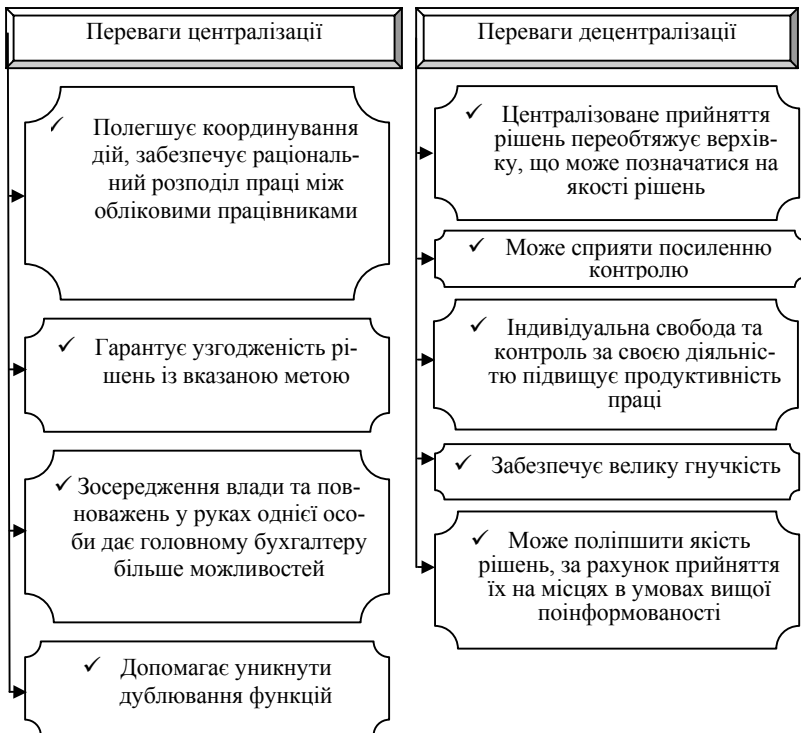 Переваги централізації
✓ Полегшує координування
дій, забезпечує раціональ-
ний розподіл праці між
обліковими працівниками
✓ Гарантує узгодженість рі-
шень із вказаною метою
✓ Зосередження влади та пов-
новажень у руках однієї осо-
би дає головному бухгалтеру
більше можливостей
✓ Допомагає уникнути
дублювання функцій
Переваги децентралізації
✓ Централізоване прийняття
рішень переобтяжує верхів-
ку, що може позначатися на
якості рішень
✓ Може сприяти посиленню
контролю
✓ Індивідуальна свобода та
контроль за своєю діяльніс-
тю підвищує продуктивність
праці
✓ Забезпечує велику гнучкість
✓ Може поліпшити якість
рішень, за рахунок прийняття
їх на місцях в умовах вищої
поінформованості